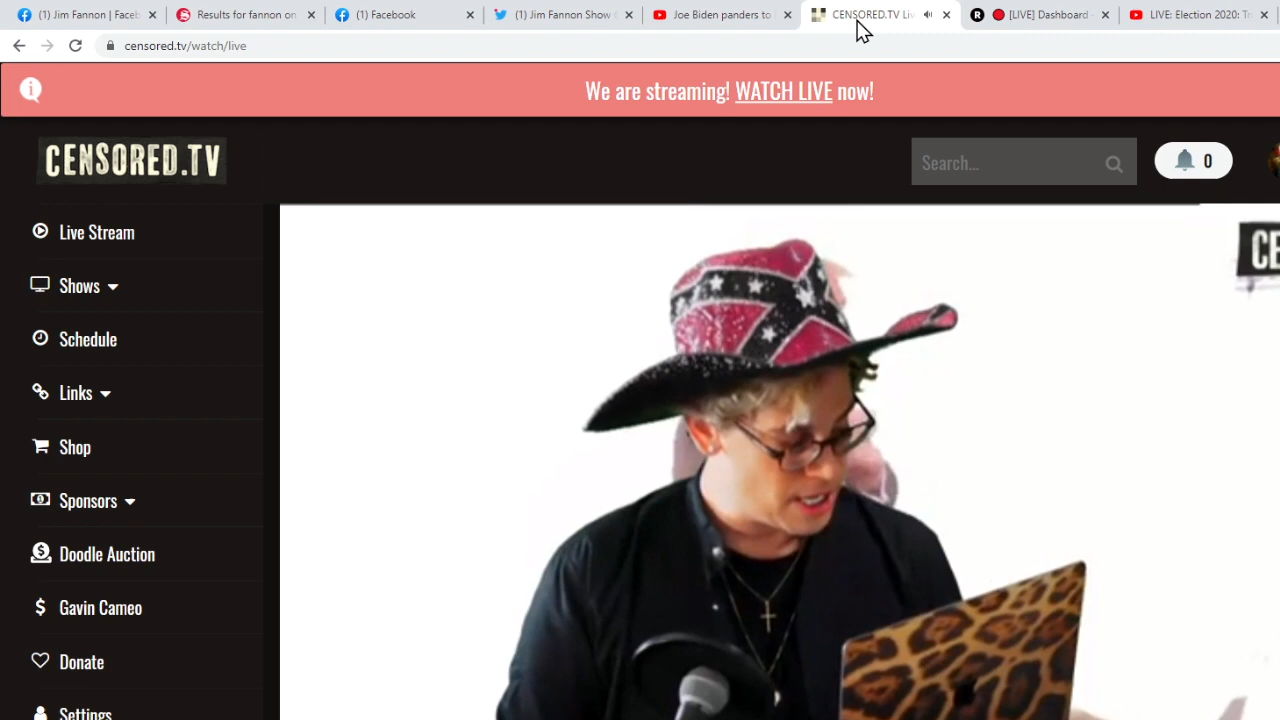 (1) Jim Fannon | Faceb
Results for fannon on
(1) Facebook
(1) Jim Fannon Show
Joe Biden panders to
CENSORED.TV Liv
[LIVE] Dashboard
LIVE: Election 2020: Tr
censored.tv/watch/live
We are streaming! WATCH LIVE now!
CENSORED.TV
Search...
0
Live Stream
Shows
Schedule
Links
Shop
Sponsors
Doodle Auction
Gavin Cameo
Donate
Settings
CE